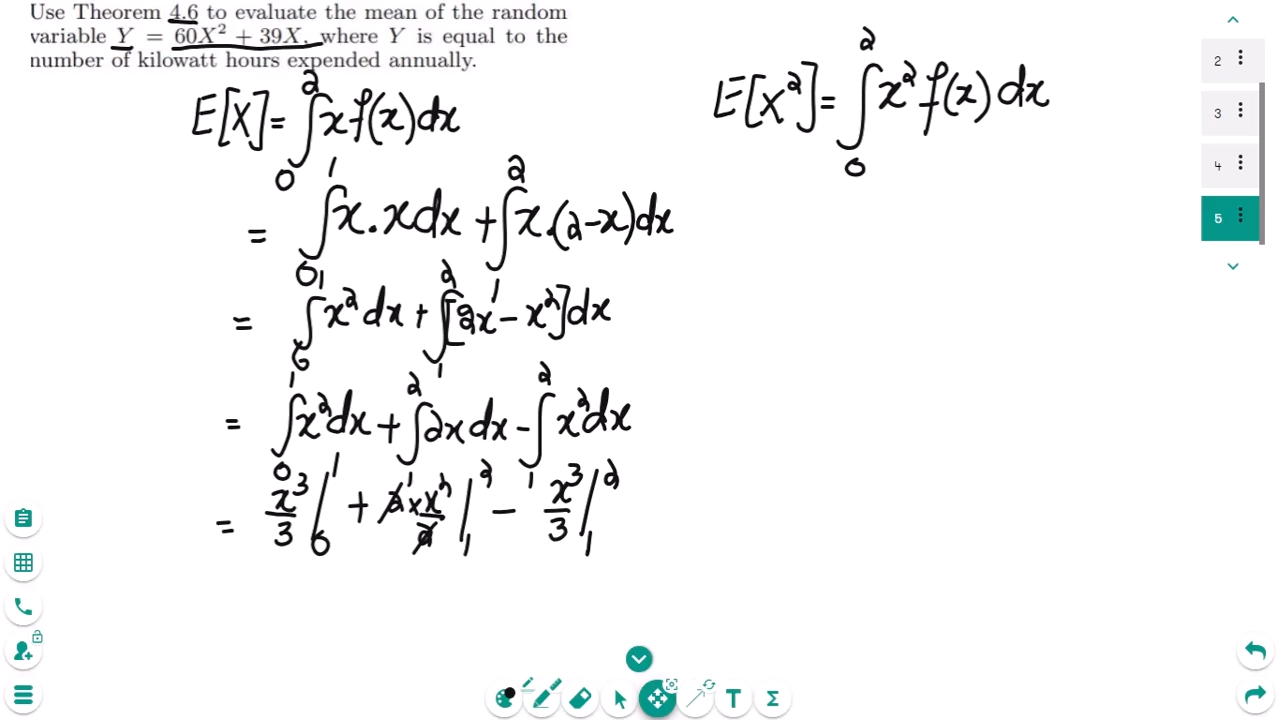 Use Theorem 4.6 to evaluate the mean of the random
variable Y = 60X² + 39X, where Y is equal to the
number of kilowatt hours expended annually.
E[X] = ∫₀² x f(x) dx
= ∫₀¹ x . x dx + ∫₁² x . (2 - x) dx
= ∫₀¹ x² dx + ∫₁² [2x - x²] dx
= ∫₀¹ x² dx + ∫₁² 2x dx - ∫₁² x² dx
= x³/3 |₀¹ + 2 × x²/2 |₁² - x³/3 |₁²
E[X²] = ∫₀² x² f(x) dx
2
3
4
5
T
Σ